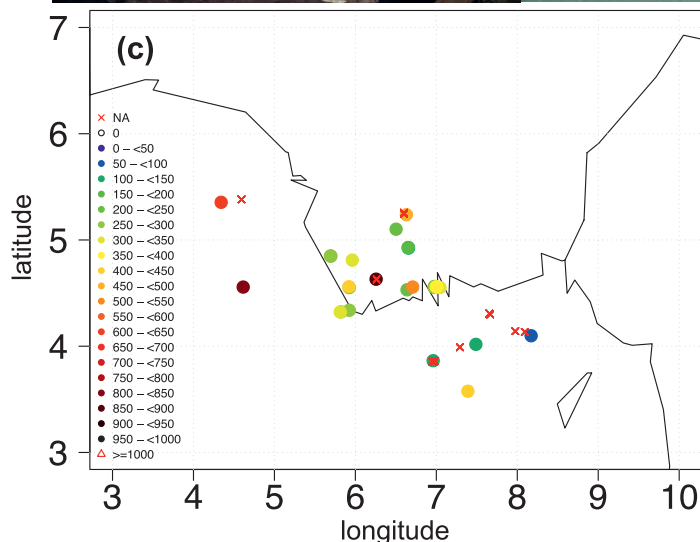 (c)
7
6
5
4
3
latitude
NA
0
0 – <50
50 – <100
100 – <150
150 – <200
200 – <250
250 – <300
300 – <350
350 – <400
400 – <450
450 – <500
500 – <550
550 – <600
600 – <650
650 – <700
700 – <750
750 – <800
800 – <850
850 – <900
900 – <950
950 – <1000
>=1000
3 4 5 6 7 8 9 10
longitude